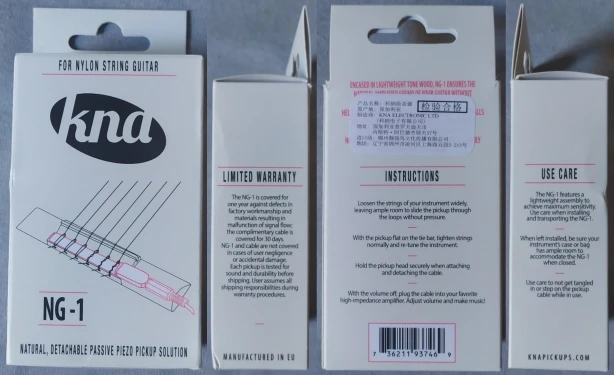 FOR NYLON STRING GUITAR
kna
NG-1
NATURAL, DETACHABLE PASSIVE PIEZO PICKUP SOLUTION
LIMITED WARRANTY
The NG-1 is covered for
one year against defects in
factory workmanship and
materials resulting in
malfunction of signal flow;
the complimentary cable is
covered for 30 days.
NG-1 and cable are not covered
in cases of user negligence
or accidental damage.
Each pickup is tested for
sound and durability before
shipping. User assumes all
shipping responsibilities during
warranty procedures.
MANUFACTURED IN EU
ENCASED IN LIGHTWEIGHT TONE WOOD, NG-1 ENSURES THE
检验合格
KNA ELECTRONIC LTD
INSTRUCTIONS
Loosen the strings of your instrument widely,
leaving ample room to slide the pickup through
the loops without pressure.
With the pickup flat on the tie bar, tighten strings
normally and re-tune the instrument.
Hold the pickup securely when attaching
and detaching the cable.
With the volume off, plug the cable into your favorite
high-impedance amplifier. Adjust volume and make music!
7 36211 93746 9
USE CARE
The NG-1 features a
lightweight assembly to
achieve maximum sensitivity.
Use care when installing
and transporting the NG-1.
When left installed, be sure your
instrument's case or bag
has ample room to
accommodate the NG-1
when closed.
Use care to not get tangled
in or step on the pickup
cable while in use.
KNAPICKUPS.COM